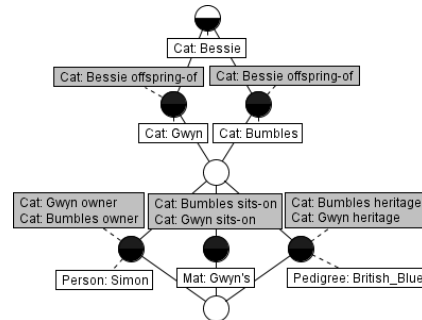 Cat: Bessie
Cat: Bessie offspring-of
Cat: Bessie offspring-of
Cat: Gwyn
Cat: Bumbles
Cat: Gwyn owner
Cat: Bumbles owner
Cat: Bumbles sits-on
Cat: Gwyn sits-on
Cat: Bumbles heritage
Cat: Gwyn heritage
Person: Simon
Mat: Gwyn's
Pedigree: British_Blue